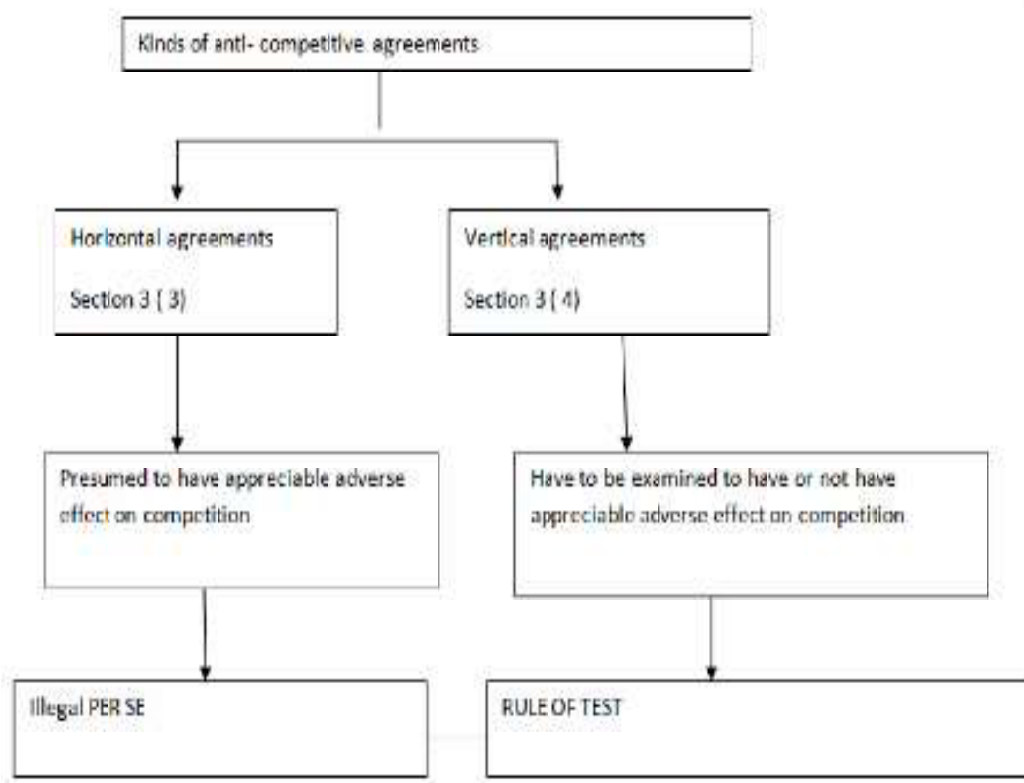 Kinds of anti- competitive agreements
Horizontal agreements
Section 3 ( 3)
Vertical agreements
Section 3 ( 4)
Presumed to have appreciable adverse
effect on competition
Have to be examined to have or not have
appreciable adverse effect on competition
Illegal PER SE
RULE OF TEST